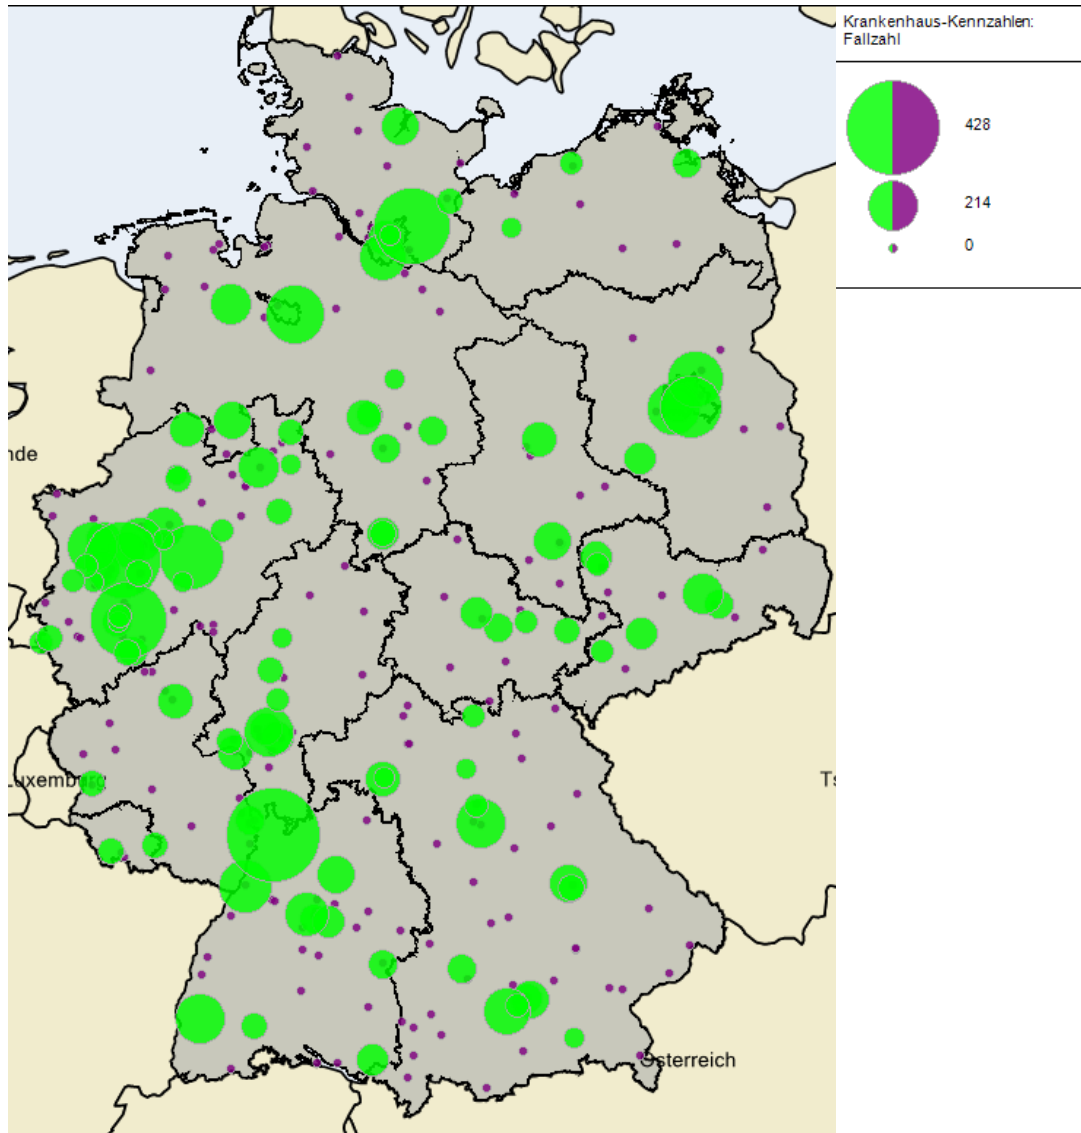 Krankenhaus-Kennzahlen:
Fallzahl
428
214
0
nde
Luxemburg
Ts
Österreich